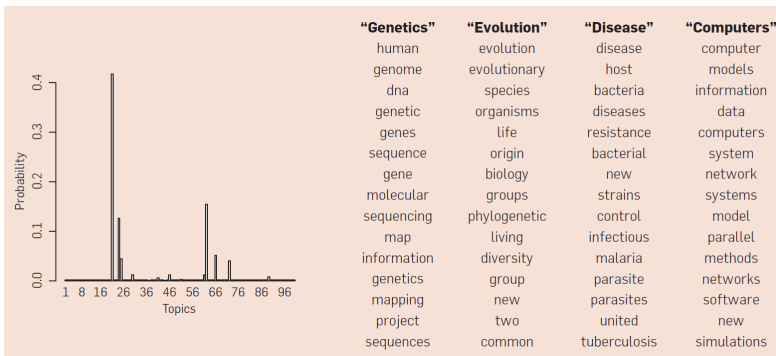 “Genetics” “Evolution” “Disease” “Computers”
human evolution disease computer
genome evolutionary host models
dna species bacteria information
genetic organisms diseases data
genes life resistance computers
sequence origin bacterial system
gene biology new network
molecular groups strains systems
sequencing phylogenetic control model
map living infectious parallel
information diversity malaria methods
genetics group parasite networks
mapping new parasites software
project two united new
sequences common tuberculosis simulations
Probability
0.4
0.3
0.2
0.1
0.0
1 8 16 26 36 46 56 66 76 86 96
Topics